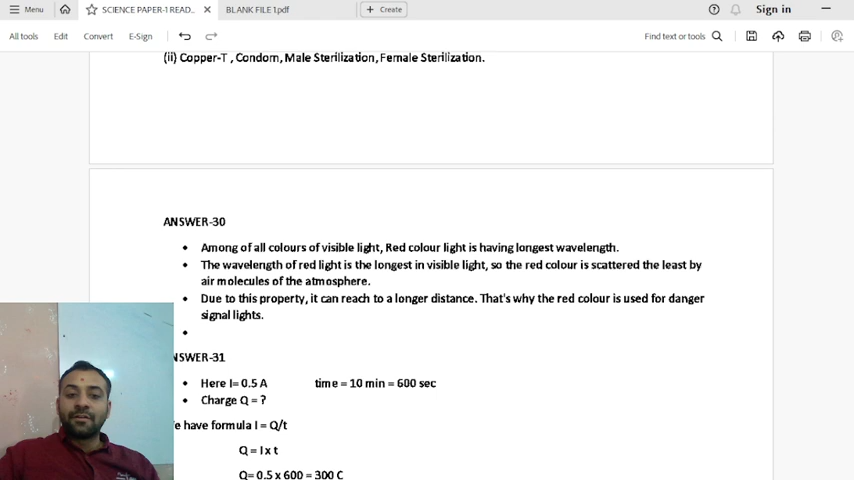 Menu
SCIENCE PAPER-1 READ...
BLANK FILE 1.pdf
Create
Sign in
All tools
Edit
Convert
E-Sign
Find text or tools
(ii) Copper-T , Condom, Male Sterilization, Female Sterilization.
ANSWER-30
• Among of all colours of visible light, Red colour light is having longest wavelength.
• The wavelength of red light is the longest in visible light, so the red colour is scattered the least by
air molecules of the atmosphere.
• Due to this property, it can reach to a longer distance. That's why the red colour is used for danger
signal lights.
•
NSWER-31
• Here I= 0.5 A time = 10 min = 600 sec
• Charge Q = ?
e have formula I = Q/t
Q = I x t
Q= 0.5 x 600 = 300 C